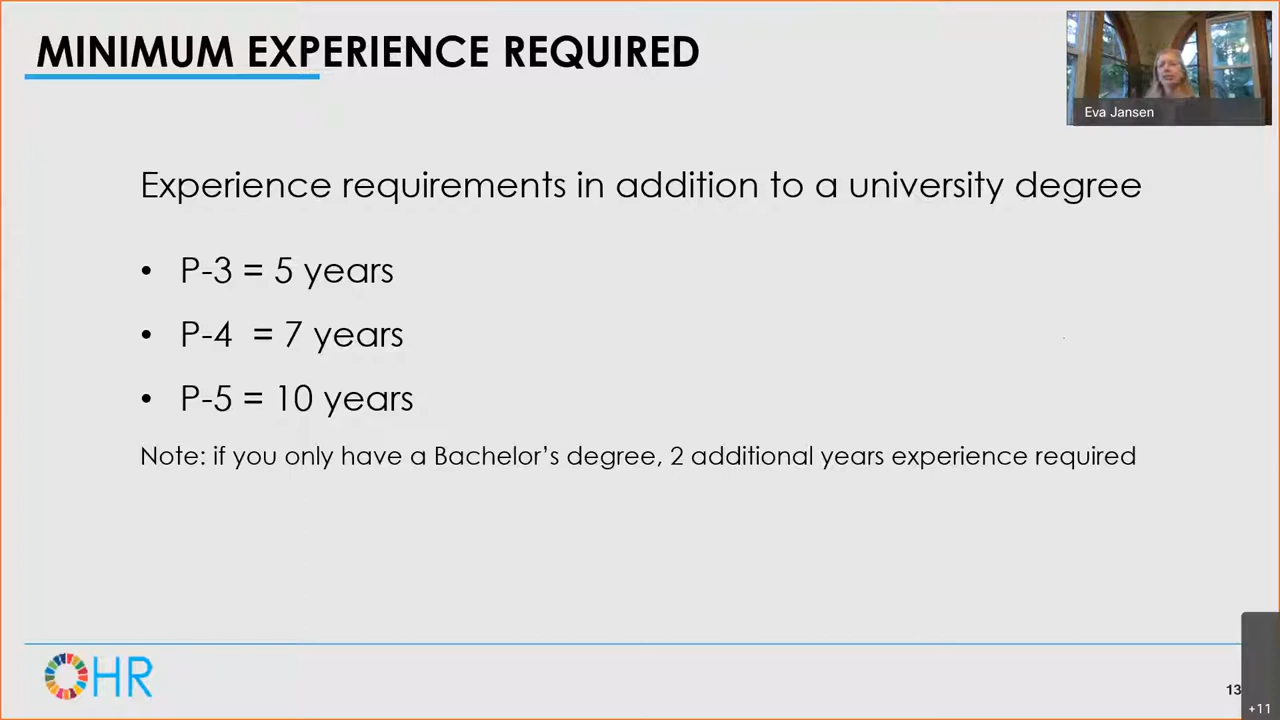 MINIMUM EXPERIENCE REQUIRED
Eva Jansen
Experience requirements in addition to a university degree
• P-3 = 5 years
• P-4 = 7 years
• P-5 = 10 years
Note: if you only have a Bachelor’s degree, 2 additional years experience required
OHR
13
+11